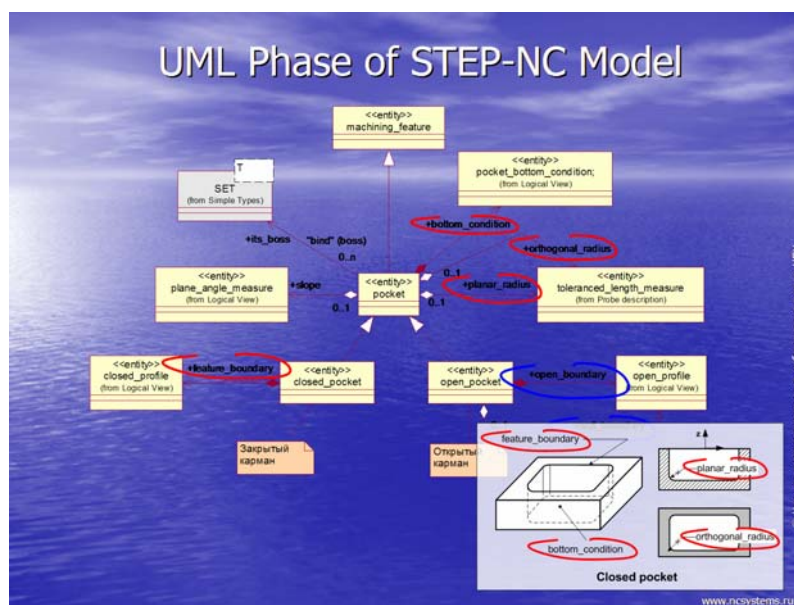 UML Phase of STEP-NC Model
<<entity>>
machining_feature
T
SET
(from Simple Types)
<<entity>>
pocket_bottom_condition;
(from Logical View)
+bottom_condition
+its_boss
"bind" (boss)
0..n
+orthogonal_radius
<<entity>>
plane_angle_measure
(from Logical View)
+slope
0..1
<<entity>>
pocket
0..1
0..1
+planar_radius
<<entity>>
toleranced_length_measure
(from Probe description)
<<entity>>
closed_profile
(from Logical View)
+feature_boundary
<<entity>>
closed_pocket
<<entity>>
open_pocket
+open_boundary
<<entity>>
open_profile
(from Logical View)
Закрытый
карман
Открытый
карман
feature_boundary
z
planar_radius
orthogonal_radius
bottom_condition
Closed pocket
www.ncsystems.ru